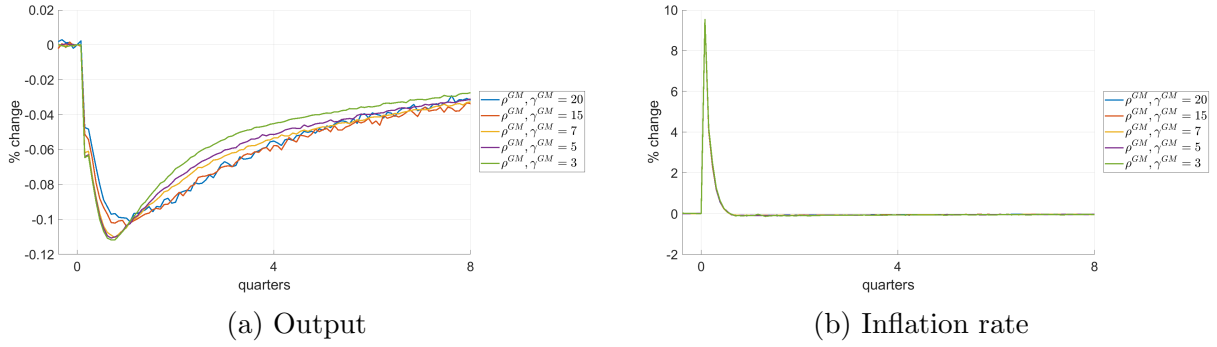 0.02
0
-0.02
-0.04
-0.06
-0.08
-0.1
-0.12
% change
0 4 8
quarters
ρ^{GM}, γ^{GM} = 20
ρ^{GM}, γ^{GM} = 15
ρ^{GM}, γ^{GM} = 7
ρ^{GM}, γ^{GM} = 5
ρ^{GM}, γ^{GM} = 3
(a) Output
10
8
6
4
2
0
-2
% change
0 4 8
quarters
ρ^{GM}, γ^{GM} = 20
ρ^{GM}, γ^{GM} = 15
ρ^{GM}, γ^{GM} = 7
ρ^{GM}, γ^{GM} = 5
ρ^{GM}, γ^{GM} = 3
(b) Inflation rate